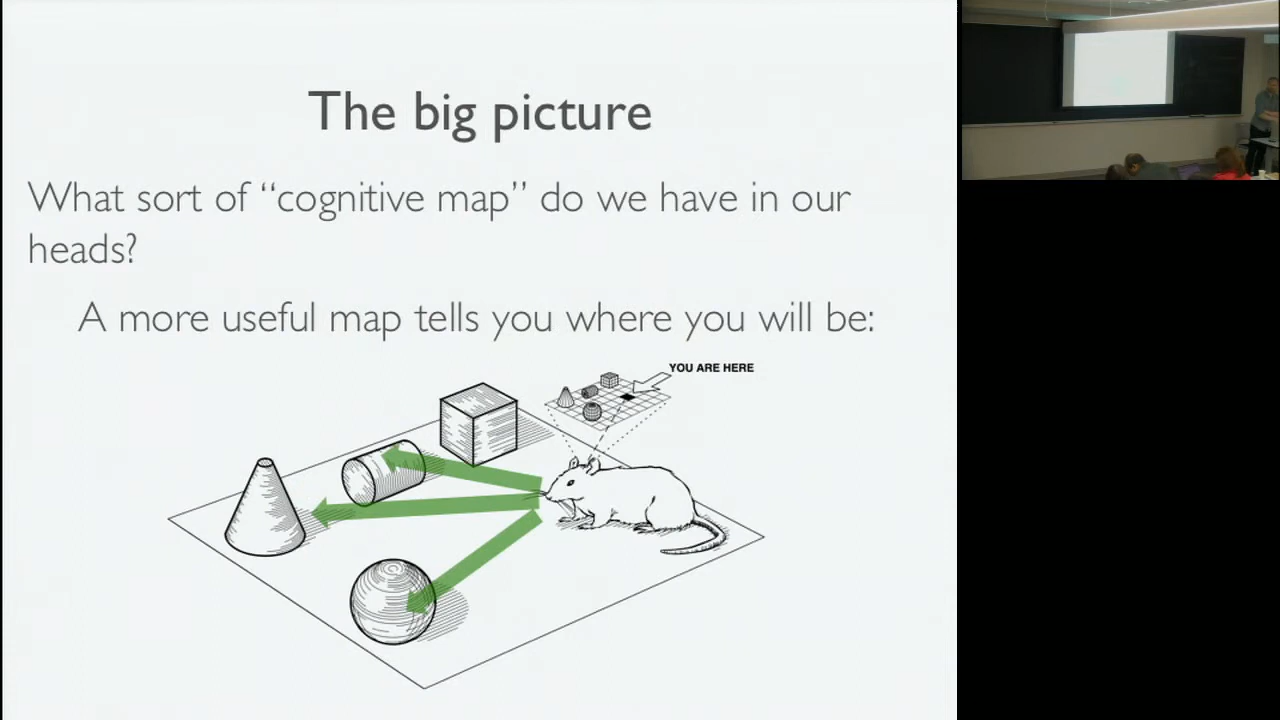 The big picture
What sort of “cognitive map” do we have in our
heads?
A more useful map tells you where you will be:
YOU ARE HERE